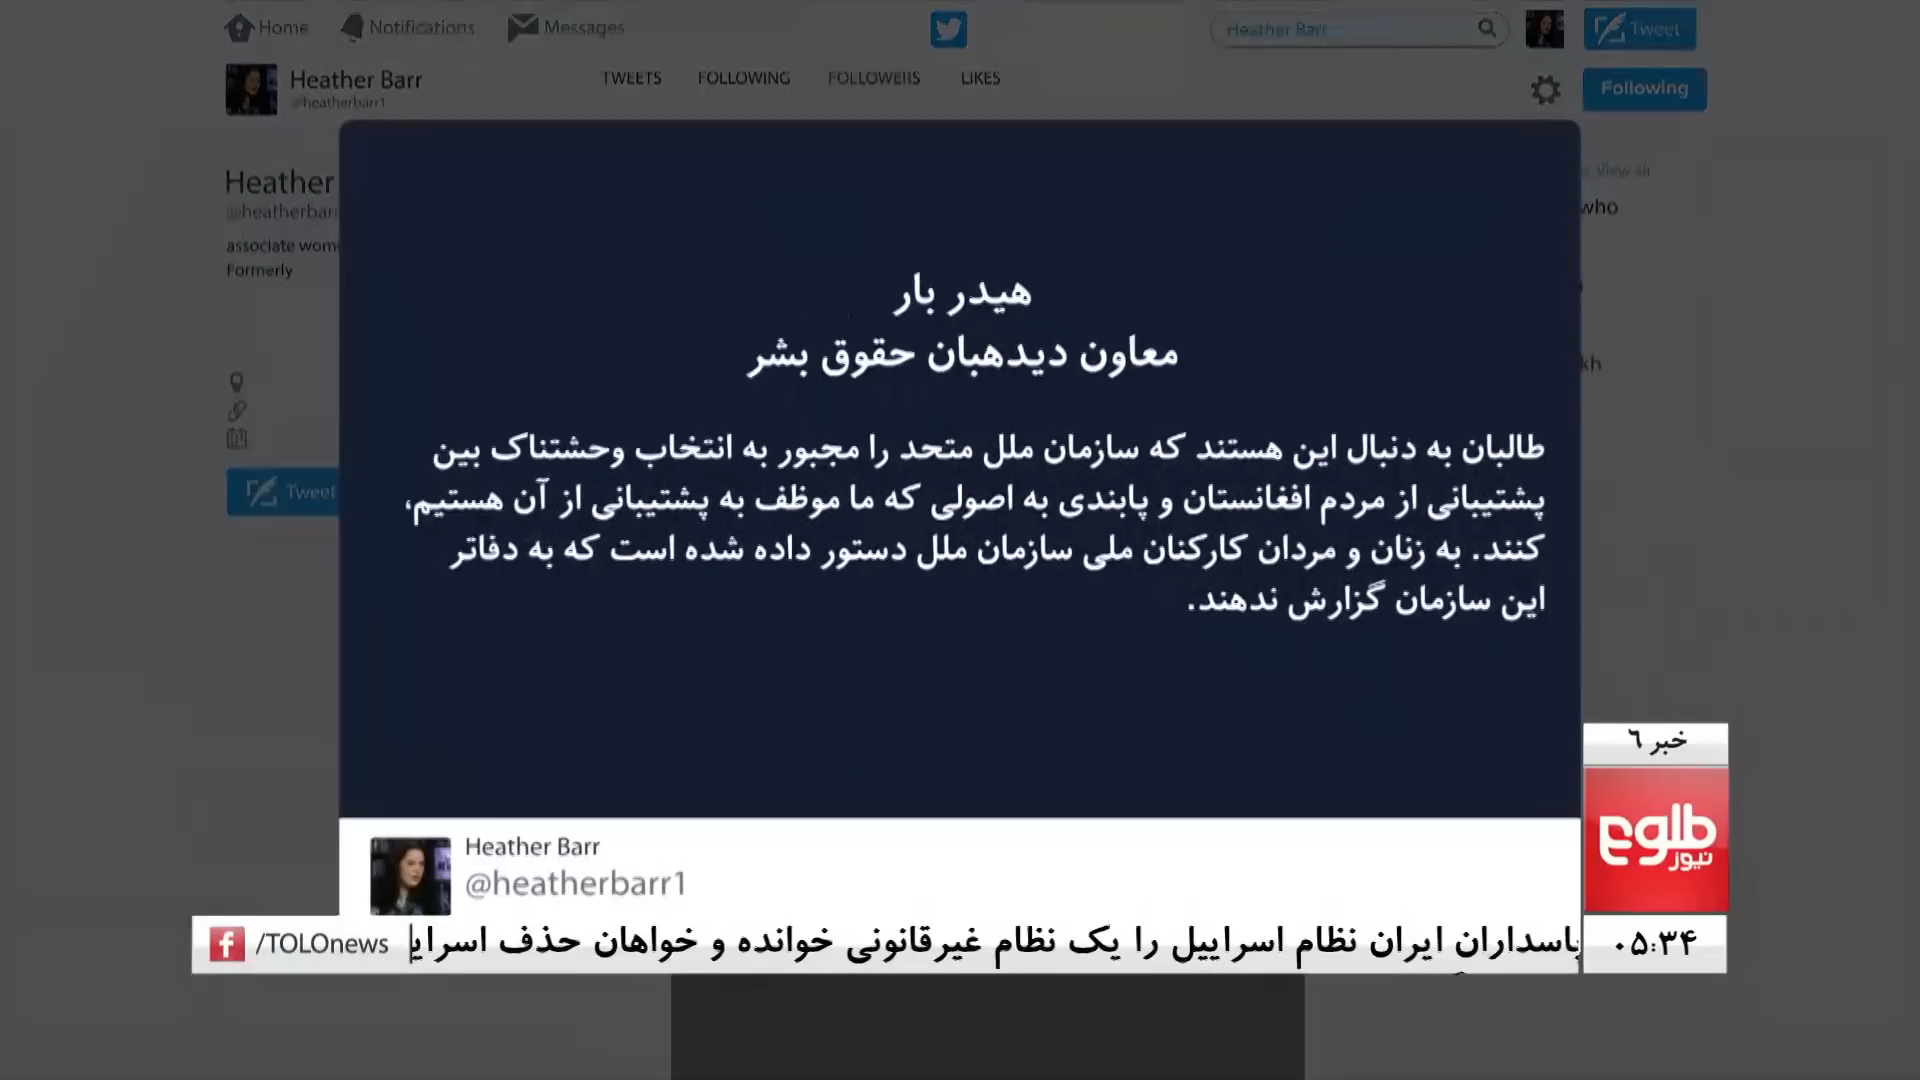 Home
Notifications
Messages
Heather Barr
Tweet
Heather Barr
@heatherbarr1
TWEETS
FOLLOWING
FOLLOWERS
LIKES
Following
Heather
@heatherbarr
associate wom
Formerly
Tweet
View all
who
kh
هیدر بار
معاون دیدهبان حقوق بشر
طالبان به دنبال این هستند که سازمان ملل متحد را مجبور به انتخاب وحشتناک بین
پشتیبانی از مردم افغانستان و پابندی به اصولی که ما موظف به پشتیبانی از آن هستیم،
کنند. به زنان و مردان کارکنان ملی سازمان ملل دستور داده شده است که به دفاتر
این سازمان گزارش ندهند.
Heather Barr
@heatherbarr1
خبر ٦
طلوع
نیوز
/TOLOnews
پاسداران ایران نظام اسراییل را یک نظام غیرقانونی خوانده و خواهان حذف اسرای
۰۵:۳۴